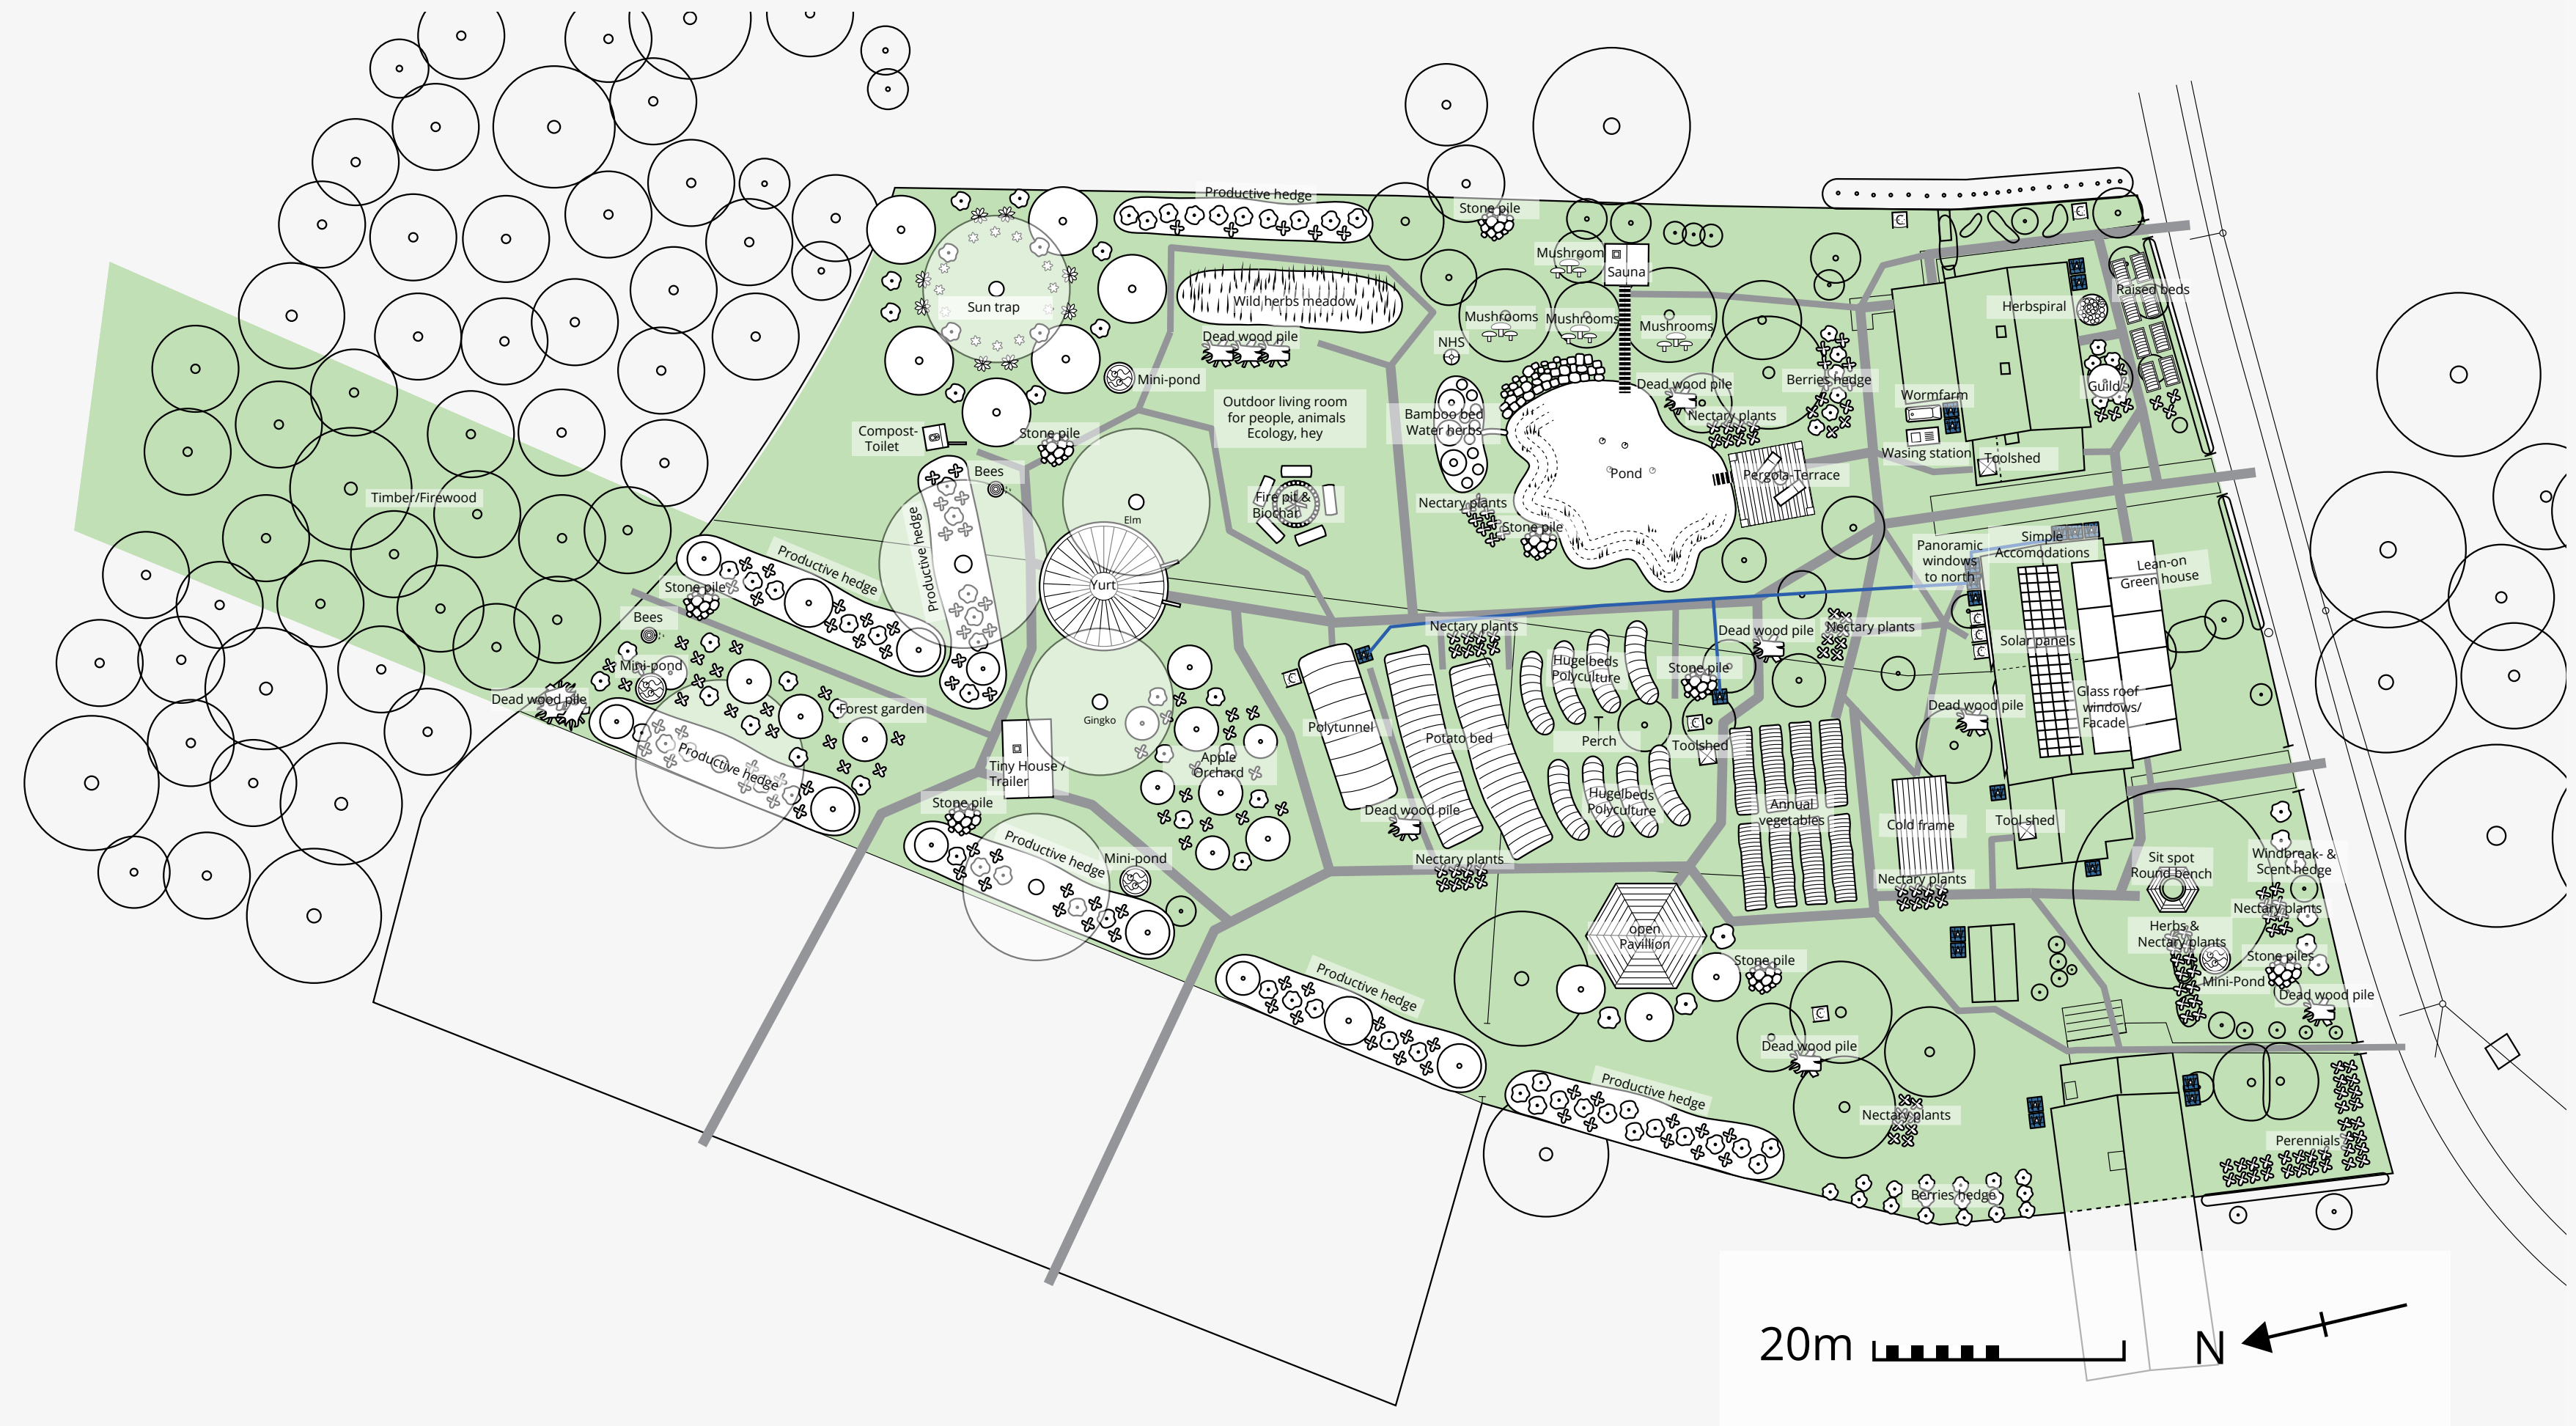 Productive hedge
Stone pile
Mushroom
Sauna
Sun trap
Wild herbs meadow
Raised beds
Herbspiral
Mushrooms
Mushrooms
Mushrooms
Dead wood pile
NHS
Mini-pond
Dead wood pile
Berries hedge
Guild
Wormfarm
Outdoor living room
for people, animals
Ecology, hey
Bamboo bed
Water herbs
Nectary plants
Compost-
Toilet
Stone pile
Wasing station
Toolshed
Bees
Pond
Pergola-Terrace
Timber/Firewood
Fire pit &
Biochar
Nectary plants
Elm
Stone pile
Productive hedge
Productive hedge
Simple
Accomodations
Panoramic
windows
to north
Lean-on
Green house
Stone pile
Yurt
Bees
Nectary plants
Dead wood pile
Nectary plants
Solar panels
Mini-pond
Hugelbeds
Polyculture
Stone pile
Dead wood pile
Forest garden
Gingko
Glass roof
windows/
Facade
Dead wood pile
Polytunnel
Potato bed
Perch
Toolshed
Productive hedge
Tiny House /
Trailer
Apple
Orchard
Stone pile
Dead wood pile
Hugelbeds
Polyculture
Annual
vegetables
Cold frame
Tool shed
Productive hedge
Mini-pond
Nectary plants
Nectary plants
Sit spot
Round bench
Windbreak- &
Scent hedge
Nectary plants
open
Pavillion
Herbs &
Nectary plants
Stone pile
Stone piles
Mini-Pond
Dead wood pile
Productive hedge
Dead wood pile
Productive hedge
Nectary plants
Perennials
Berries hedge
20m
N
C
C
C
C
C
C
C
C